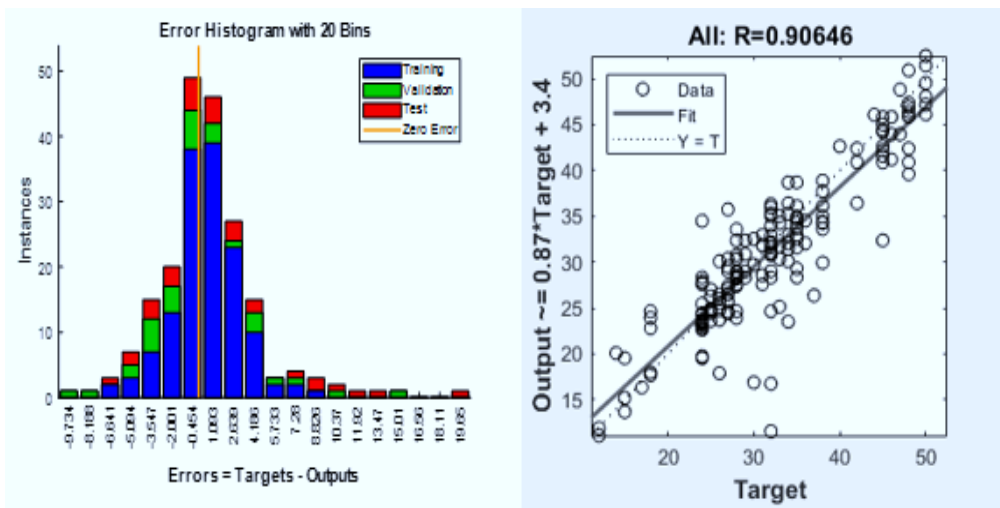 Error Histogram with 20 Bins
Training
Validation
Test
Zero Error
Instances
50
40
30
20
10
0
-9.734
-8.188
-6.641
-5.094
-3.547
-2.001
-0.454
1.093
2.639
4.186
5.733
7.28
8.826
10.37
11.92
13.47
15.01
16.56
18.11
19.65
Errors = Targets - Outputs
All: R=0.90646
Data
Fit
Y = T
Output ~= 0.87*Target + 3.4
50
45
40
35
30
25
20
15
20
30
40
50
Target